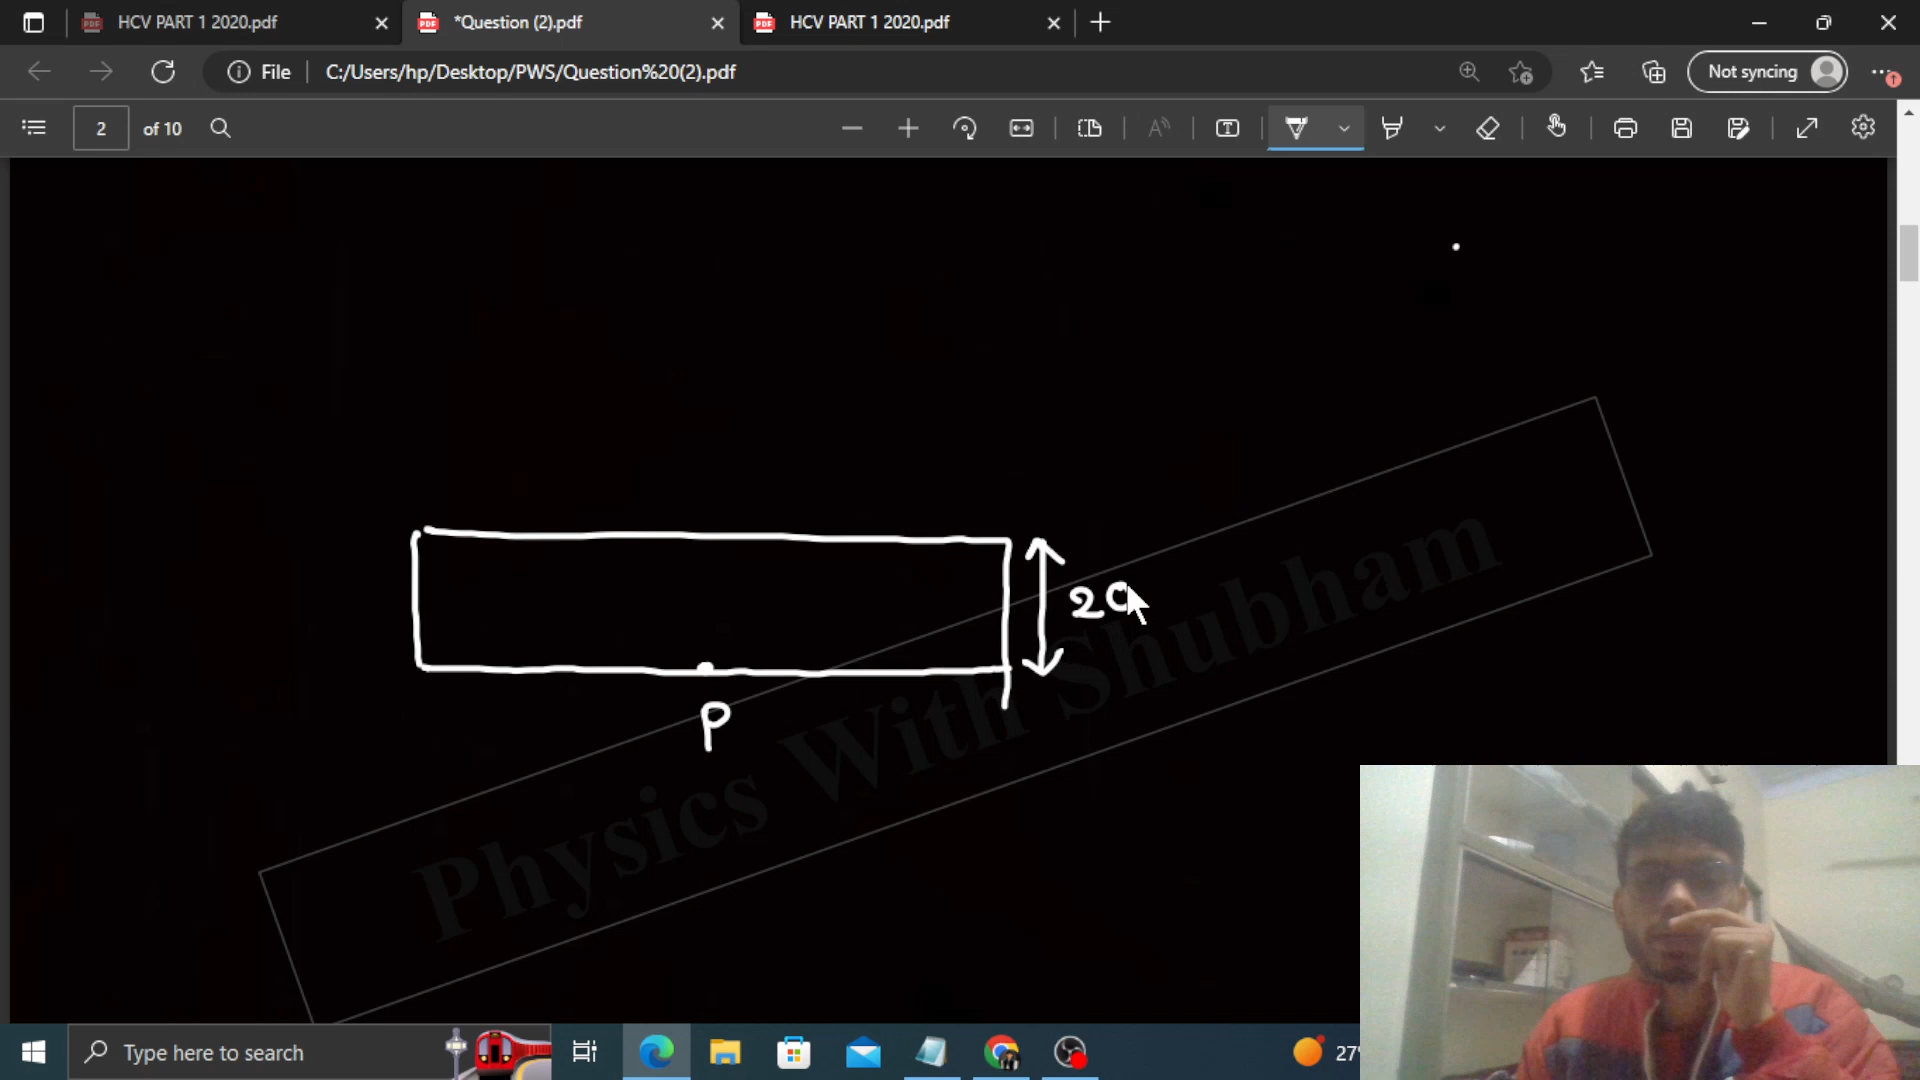 HCV PART 1 2020.pdf
*Question (2).pdf
HCV PART 1 2020.pdf
File
C:/Users/hp/Desktop/PWS/Question%20(2).pdf
Not syncing
2
of 10
20
P
Physics With Shubham
Type here to search
27°